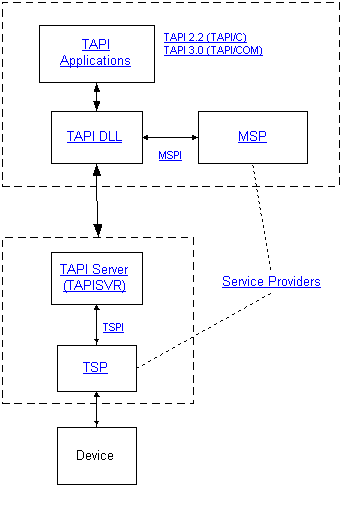 TAPI
Applications
TAPI 2.2 (TAPI/C)
TAPI 3.0 (TAPI/COM)
TAPI DLL
MSPI
MSP
TAPI Server
(TAPISVR)
Service Providers
TSPI
TSP
Device